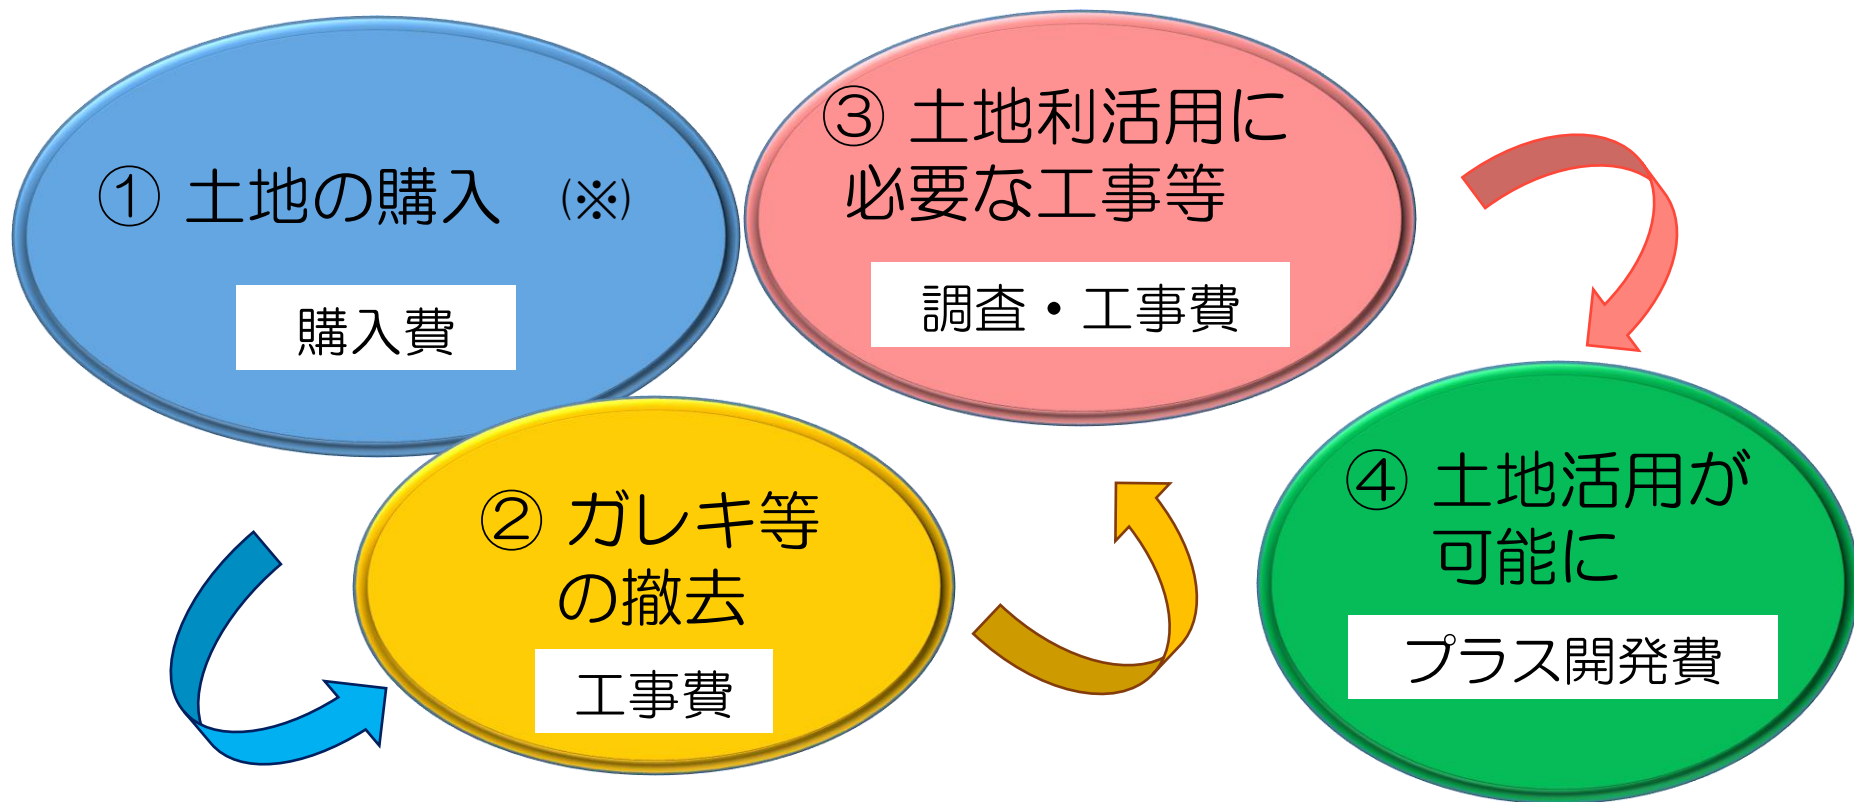 ① 土地の購入 (※)
購入費
② ガレキ等
の撤去
工事費
③ 土地利活用に
必要な工事等
調査・工事費
④ 土地活用が
可能に
プラス開発費